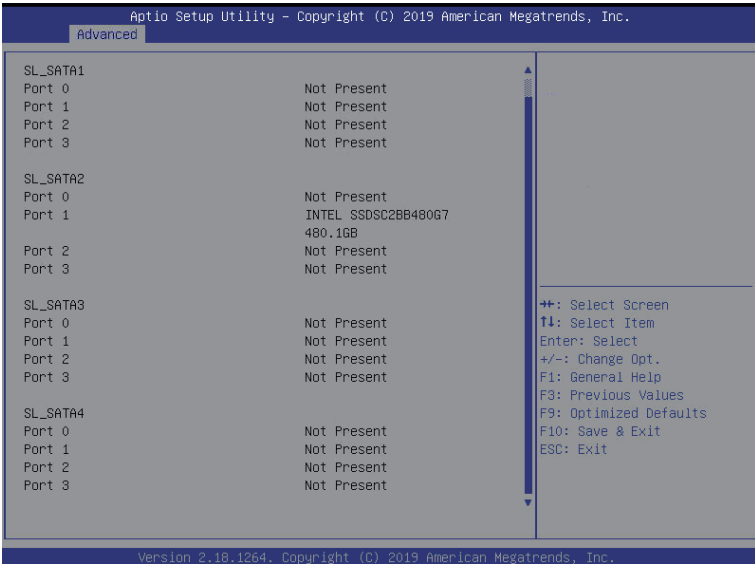 Aptio Setup Utility – Copyright (C) 2019 American Megatrends, Inc.
Advanced
SL_SATA1
Port 0 Not Present
Port 1 Not Present
Port 2 Not Present
Port 3 Not Present
SL_SATA2
Port 0 Not Present
Port 1 INTEL SSDSC2BB480G7
480.1GB
Port 2 Not Present
Port 3 Not Present
SL_SATA3
Port 0 Not Present
Port 1 Not Present
Port 2 Not Present
Port 3 Not Present
SL_SATA4
Port 0 Not Present
Port 1 Not Present
Port 2 Not Present
Port 3 Not Present
→←: Select Screen
↑↓: Select Item
Enter: Select
+/-: Change Opt.
F1: General Help
F3: Previous Values
F9: Optimized Defaults
F10: Save & Exit
ESC: Exit
Version 2.18.1264. Copyright (C) 2019 American Megatrends, Inc.